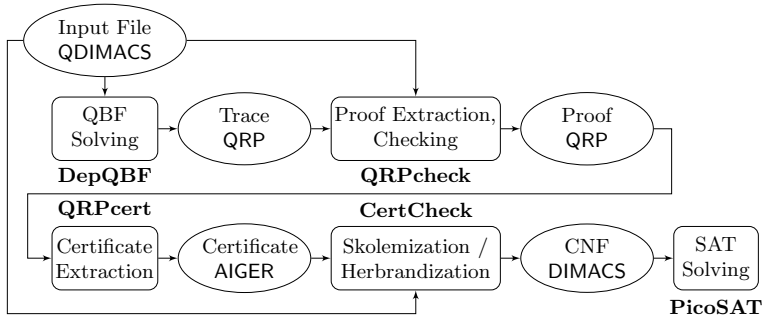 Input File
QDIMACS
QBF
Solving
Trace
QRP
Proof Extraction,
Checking
Proof
QRP
DepQBF
QRPcheck
QRPcert
CertCheck
Certificate
Extraction
Certificate
AIGER
Skolemization /
Herbrandization
CNF
DIMACS
SAT
Solving
PicoSAT